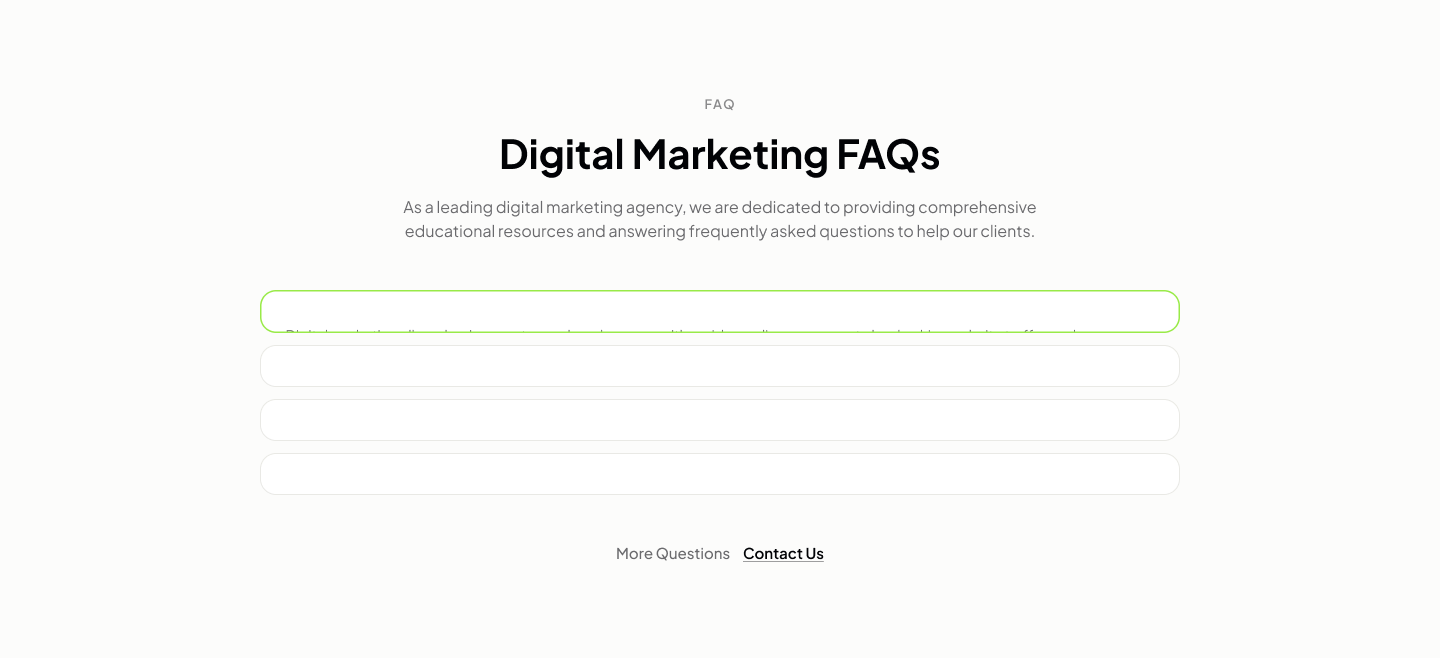 FAQ
Digital Marketing FAQs
As a leading digital marketing agency, we are dedicated to providing comprehensive
educational resources and answering frequently asked questions to help our clients.
More Questions Contact Us